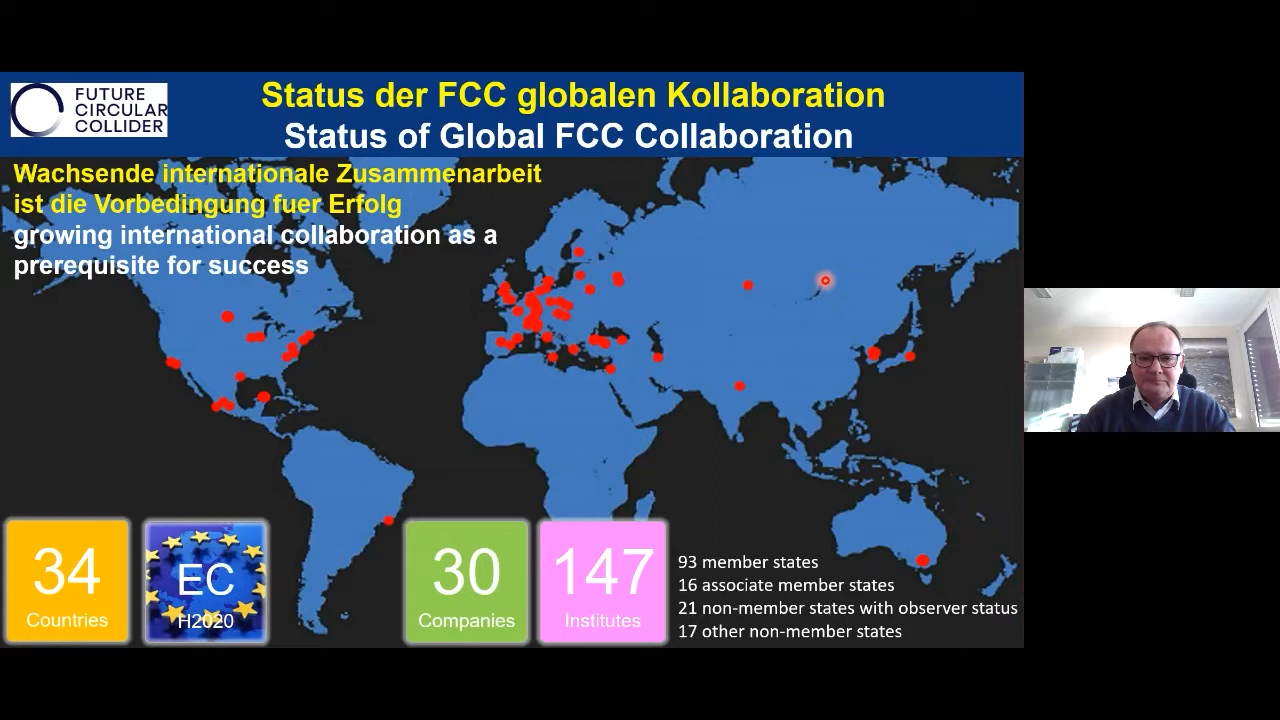 FUTURE
CIRCULAR
COLLIDER
Status der FCC globalen Kollaboration
Status of Global FCC Collaboration
Wachsende internationale Zusammenarbeit
ist die Vorbedingung fuer Erfolg
growing international collaboration as a
prerequisite for success
34
Countries
EC
H2020
30
Companies
147
Institutes
93 member states
16 associate member states
21 non-member states with observer status
17 other non-member states